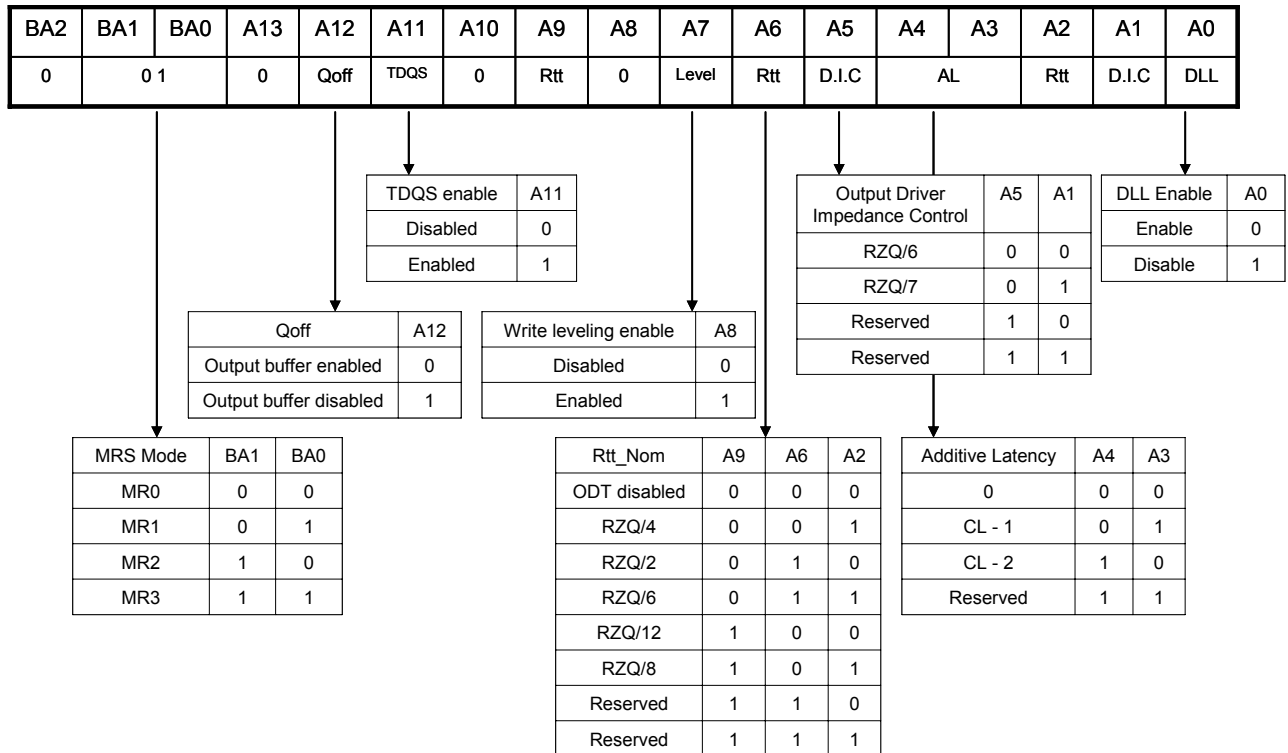 BA2 BA1 BA0 A13 A12 A11 A10 A9 A8 A7 A6 A5 A4 A3 A2 A1 A0
0 0 1 0 Qoff TDQS 0 Rtt 0 Level Rtt D.I.C AL Rtt D.I.C DLL
TDQS enable A11
Disabled 0
Enabled 1
Output Driver
Impedance Control A5 A1
RZQ/6 0 0
RZQ/7 0 1
Reserved 1 0
Reserved 1 1
DLL Enable A0
Enable 0
Disable 1
Qoff A12
Output buffer enabled 0
Output buffer disabled 1
Write leveling enable A8
Disabled 0
Enabled 1
MRS Mode BA1 BA0
MR0 0 0
MR1 0 1
MR2 1 0
MR3 1 1
Rtt_Nom A9 A6 A2
ODT disabled 0 0 0
RZQ/4 0 0 1
RZQ/2 0 1 0
RZQ/6 0 1 1
RZQ/12 1 0 0
RZQ/8 1 0 1
Reserved 1 1 0
Reserved 1 1 1
Additive Latency A4 A3
0 0 0
CL - 1 0 1
CL - 2 1 0
Reserved 1 1